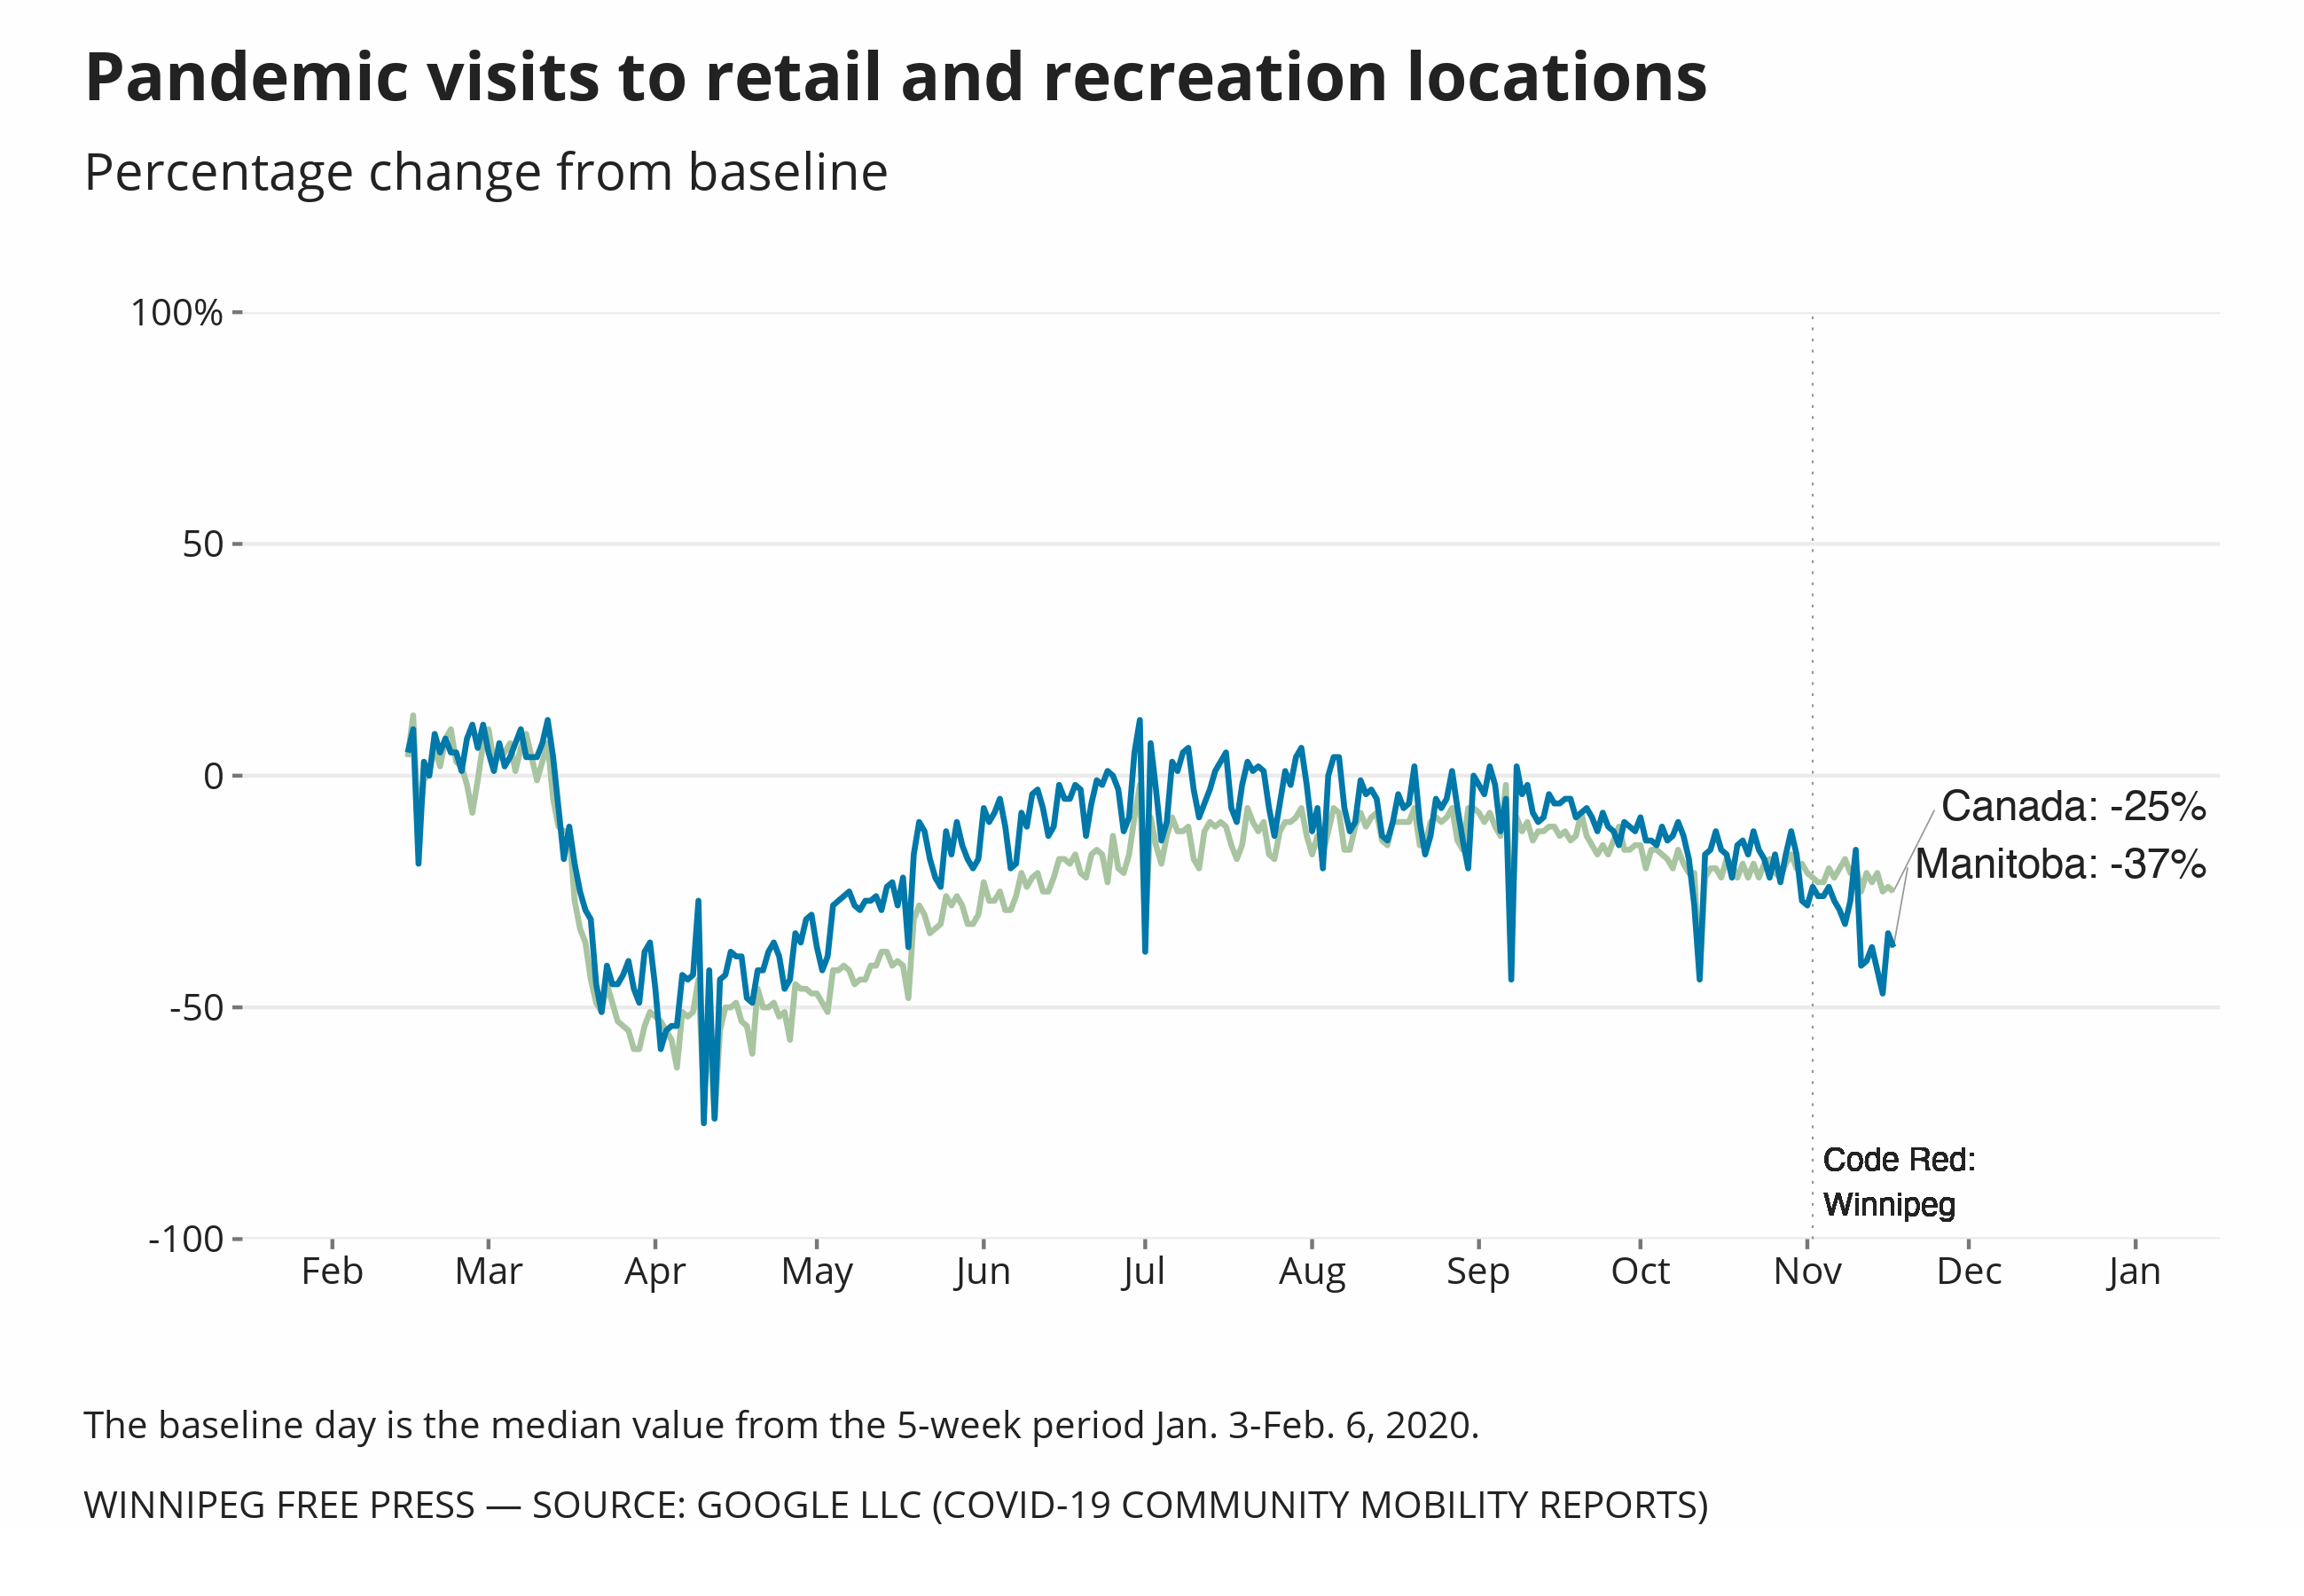 Pandemic visits to retail and recreation locations
Percentage change from baseline
100%
50
0
-50
-100
Canada: -25%
Manitoba: -37%
Code Red:
Winnipeg
Feb Mar Apr May Jun Jul Aug Sep Oct Nov Dec Jan
The baseline day is the median value from the 5-week period Jan. 3-Feb. 6, 2020.
WINNIPEG FREE PRESS — SOURCE: GOOGLE LLC (COVID-19 COMMUNITY MOBILITY REPORTS)